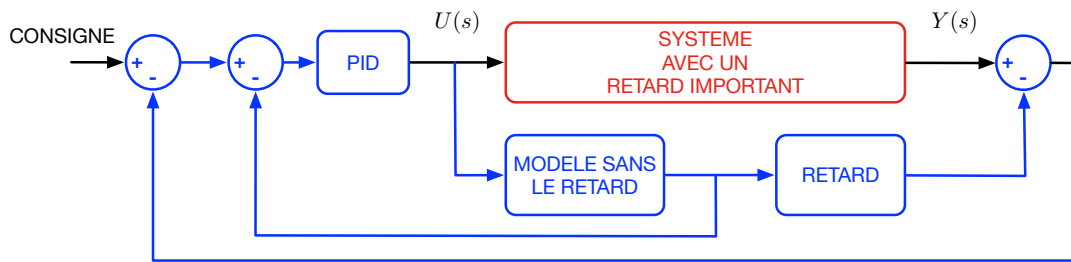 U(s)
Y(s)
CONSIGNE
+
-
+
-
PID
SYSTEME
AVEC UN
RETARD IMPORTANT
+
-
MODELE SANS
LE RETARD
RETARD